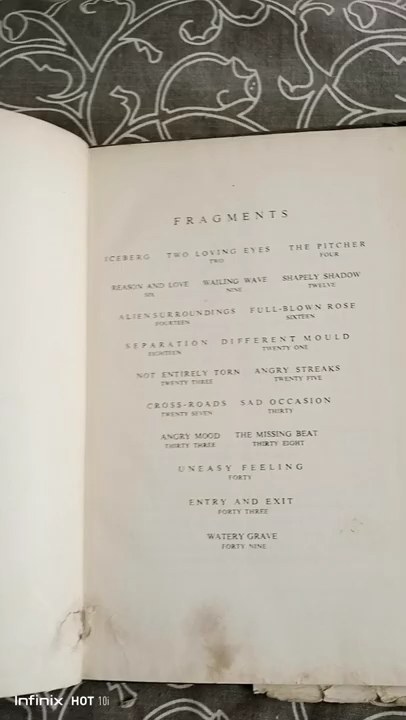 FRAGMENTS
ICEBERG TWO LOVING EYES THE PITCHER
TWO FOUR
REASON AND LOVE WAILING WAVE SHAPELY SHADOW
SIX NINE TWELVE
ALIEN SURROUNDINGS FULL-BLOWN ROSE
FOURTEEN SIXTEEN
SEPARATION DIFFERENT MOULD
EIGHTEEN TWENTY ONE
NOT ENTIRELY TORN ANGRY STREAKS
TWENTY THREE TWENTY FIVE
CROSS-ROADS SAD OCCASION
TWENTY SEVEN THIRTY
ANGRY MOOD THE MISSING BEAT
THIRTY THREE THIRTY EIGHT
UNEASY FEELING
FORTY
ENTRY AND EXIT
FORTY THREE
WATERY GRAVE
FORTY NINE
Infinix HOT 10i